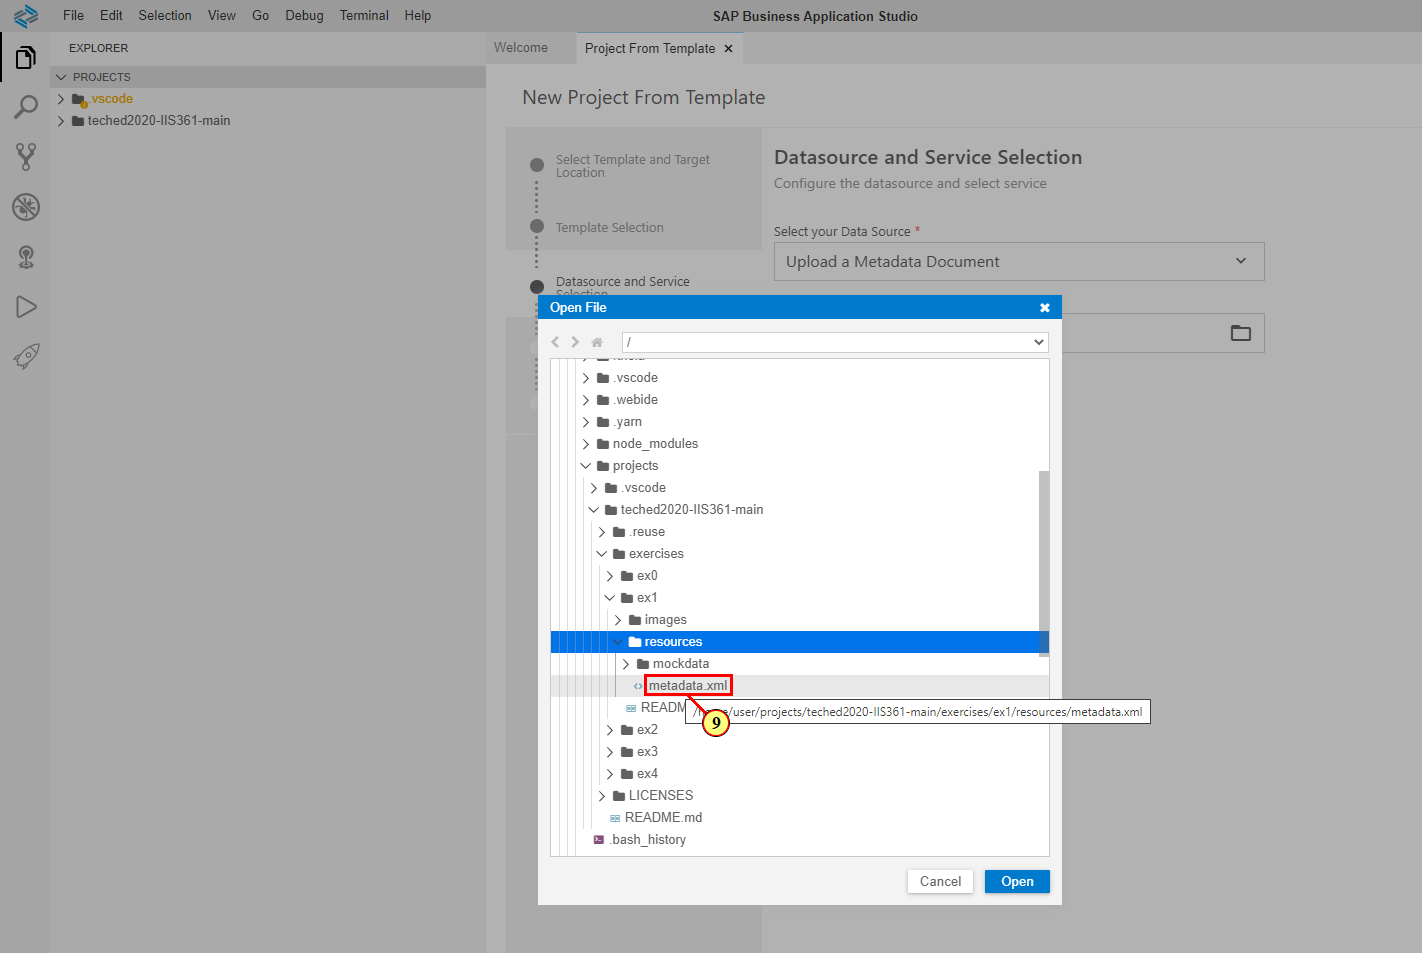 File Edit Selection View Go Debug Terminal Help
SAP Business Application Studio
EXPLORER
PROJECTS
.vscode
teched2020-IIS361-main
Welcome
Project From Template
New Project From Template
Select Template and Target
Location
Template Selection
Datasource and Service
Selection
Datasource and Service Selection
Configure the datasource and select service
Select your Data Source *
Upload a Metadata Document
Open File
/
.vscode
.webide
.yarn
node_modules
projects
.vscode
teched2020-IIS361-main
.reuse
exercises
ex0
ex1
images
resources
mockdata
metadata.xml
/home/user/projects/teched2020-IIS361-main/exercises/ex1/resources/metadata.xml
9
ex2
ex3
ex4
LICENSES
README.md
.bash_history
Cancel
Open